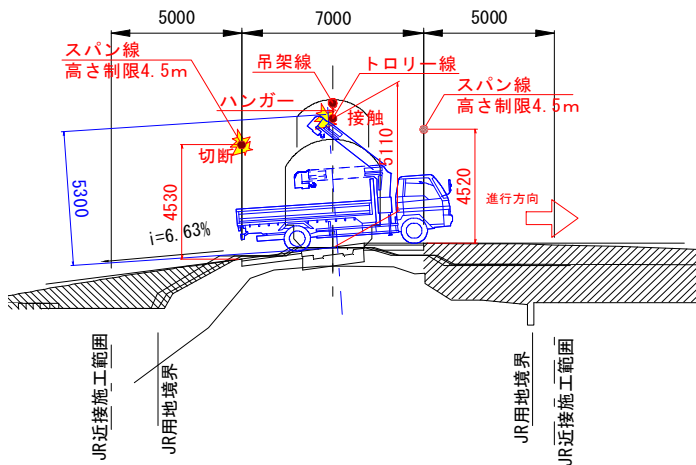 5000
7000
5000
スパン線
高さ制限4.5m
吊架線
トロリー線
ハンガー
接触
スパン線
高さ制限4.5m
切断
5300
4530
5110
4520
進行方向
i=6.63%
JR近接施工範囲
JR用地境界
JR用地境界
JR近接施工範囲